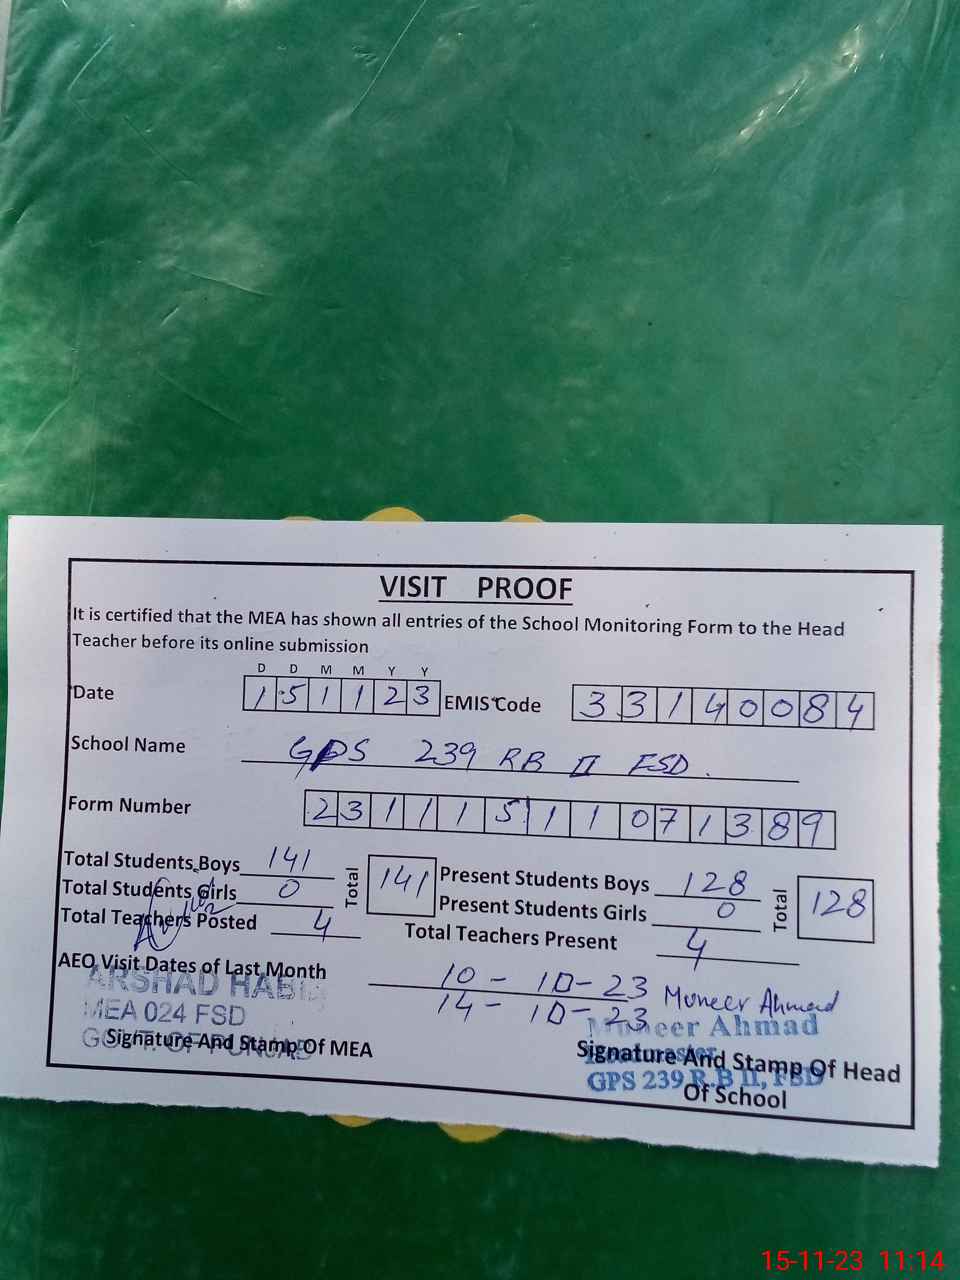 VISIT PROOF
It is certified that the MEA has shown all entries of the School Monitoring Form to the Head
Teacher before its online submission
D D M M Y Y
Date 1 5 1 1 2 3 EMIS Code 3 3 1 4 0 0 8 4
School Name GPS 239 RB II FSD.
Form Number 2 3 1 1 1 5 1 1 0 7 1 3 8 9
Total Students Boys 141 Total 141 Present Students Boys 128 Total 128
Total Students Girls 0 Present Students Girls 0
Total Teachers Posted 4 Total Teachers Present 4
AEO Visit Dates of Last Month 10 - 10 - 23
14 - 10 - 23
Muneer Ahmad
ARSHAD HABIB
MEA 024 FSD
GOVT. OF PUNJAB
Signature And Stamp Of MEA
Muneer Ahmad
Headmaster
GPS 239 R.B II, FSD
Signature And Stamp Of Head
Of School
15-11-23 11:14